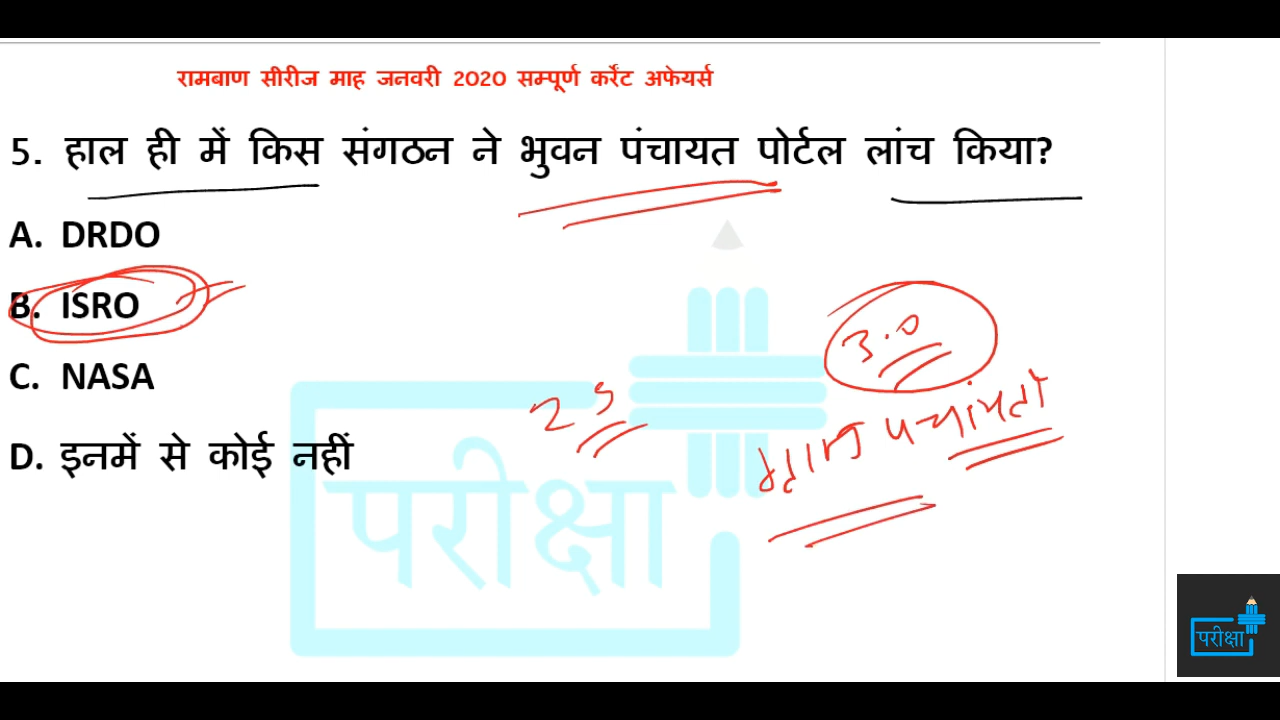 रामबाण सीरीज माह जनवरी 2020 सम्पूर्ण करेंट अफेयर्स
5. हाल ही में किस संगठन ने भुवन पंचायत पोर्टल लांच किया?
A. DRDO
B. ISRO
3.0
C. NASA
D. इनमें से कोई नहीं
परीक्षा
परीक्षा